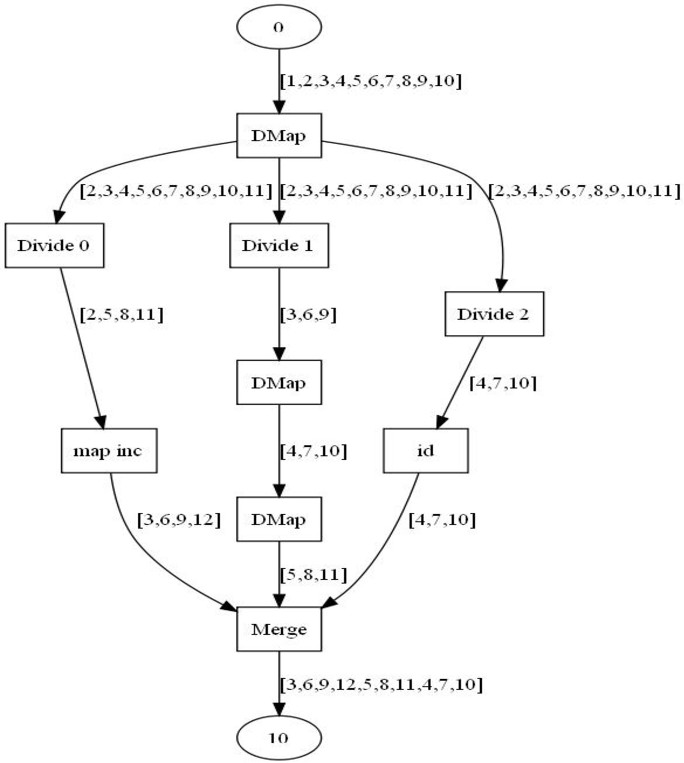 0
[1,2,3,4,5,6,7,8,9,10]
DMap
[2,3,4,5,6,7,8,9,10,11]
[2,3,4,5,6,7,8,9,10,11]
[2,3,4,5,6,7,8,9,10,11]
Divide 0
Divide 1
Divide 2
[2,5,8,11]
[3,6,9]
[4,7,10]
DMap
map inc
[4,7,10]
id
[3,6,9,12]
DMap
[4,7,10]
[5,8,11]
Merge
[3,6,9,12,5,8,11,4,7,10]
10